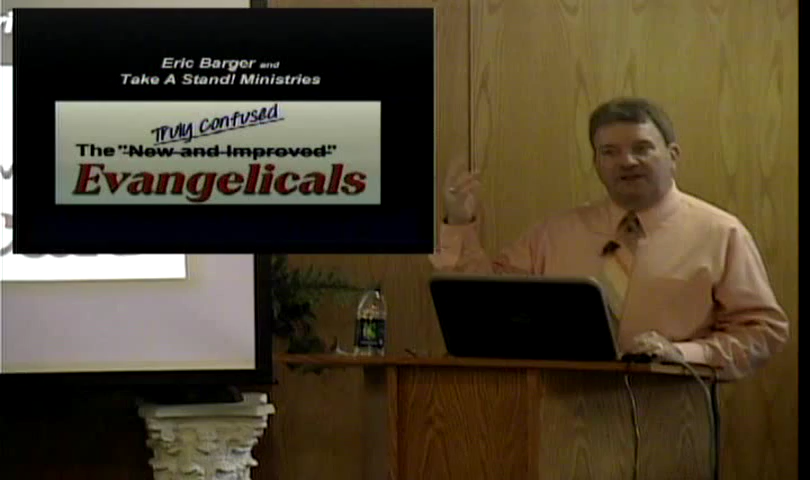 Eric Barger and
Take A Stand! Ministries
Truly Confused
The "New and Improved"
Evangelicals